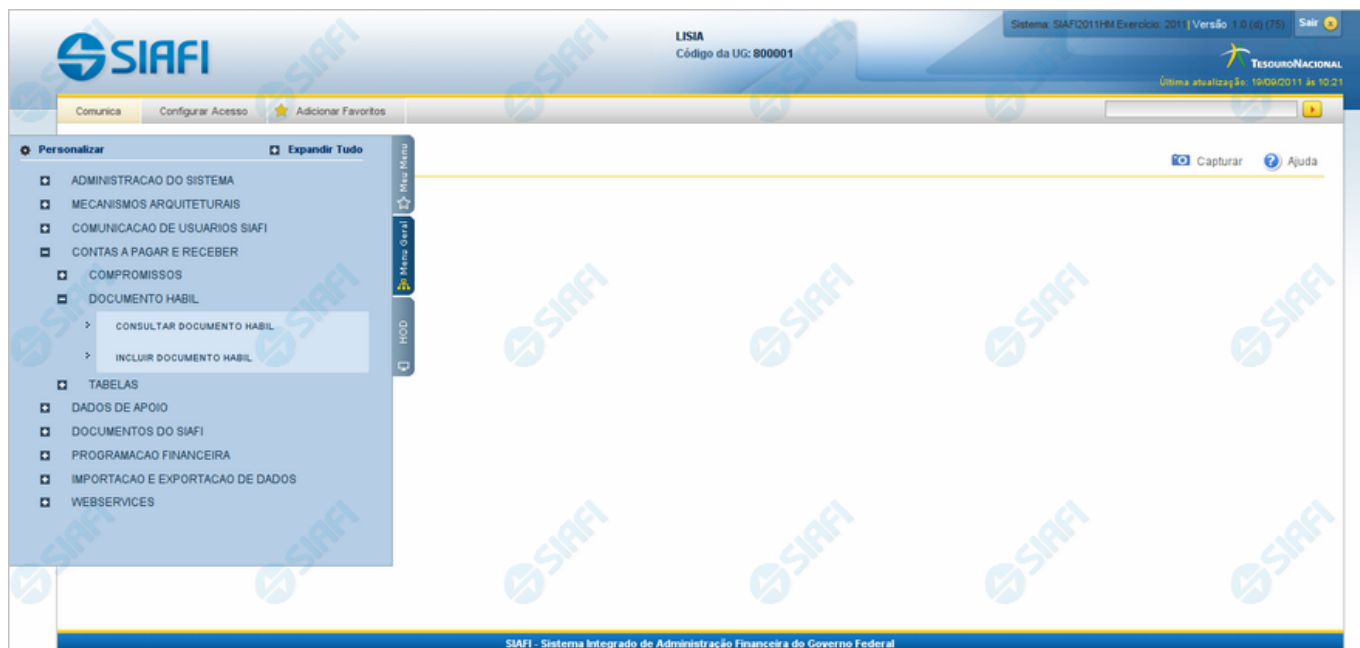 SIAFI
LISIA
Código da UG: 800001
Sistema: SIAFI2011HM Exercício: 2011| Versão 1.0 (d) (75)
Sair
TESOURONACIONAL
Última atualização: 19/09/2011 às 10:21
Comunica
Configurar Acesso
Adicionar Favoritos
Personalizar
Expandir Tudo
Meu Menu
Menu Geral
HOD
Capturar
Ajuda
ADMINISTRACAO DO SISTEMA
MECANISMOS ARQUITETURAIS
COMUNICACAO DE USUARIOS SIAFI
CONTAS A PAGAR E RECEBER
COMPROMISSOS
DOCUMENTO HABIL
CONSULTAR DOCUMENTO HABIL
INCLUIR DOCUMENTO HABIL
TABELAS
DADOS DE APOIO
DOCUMENTOS DO SIAFI
PROGRAMACAO FINANCEIRA
IMPORTACAO E EXPORTACAO DE DADOS
WEBSERVICES
SIAFI - Sistema Integrado de Administração Financeira do Governo Federal